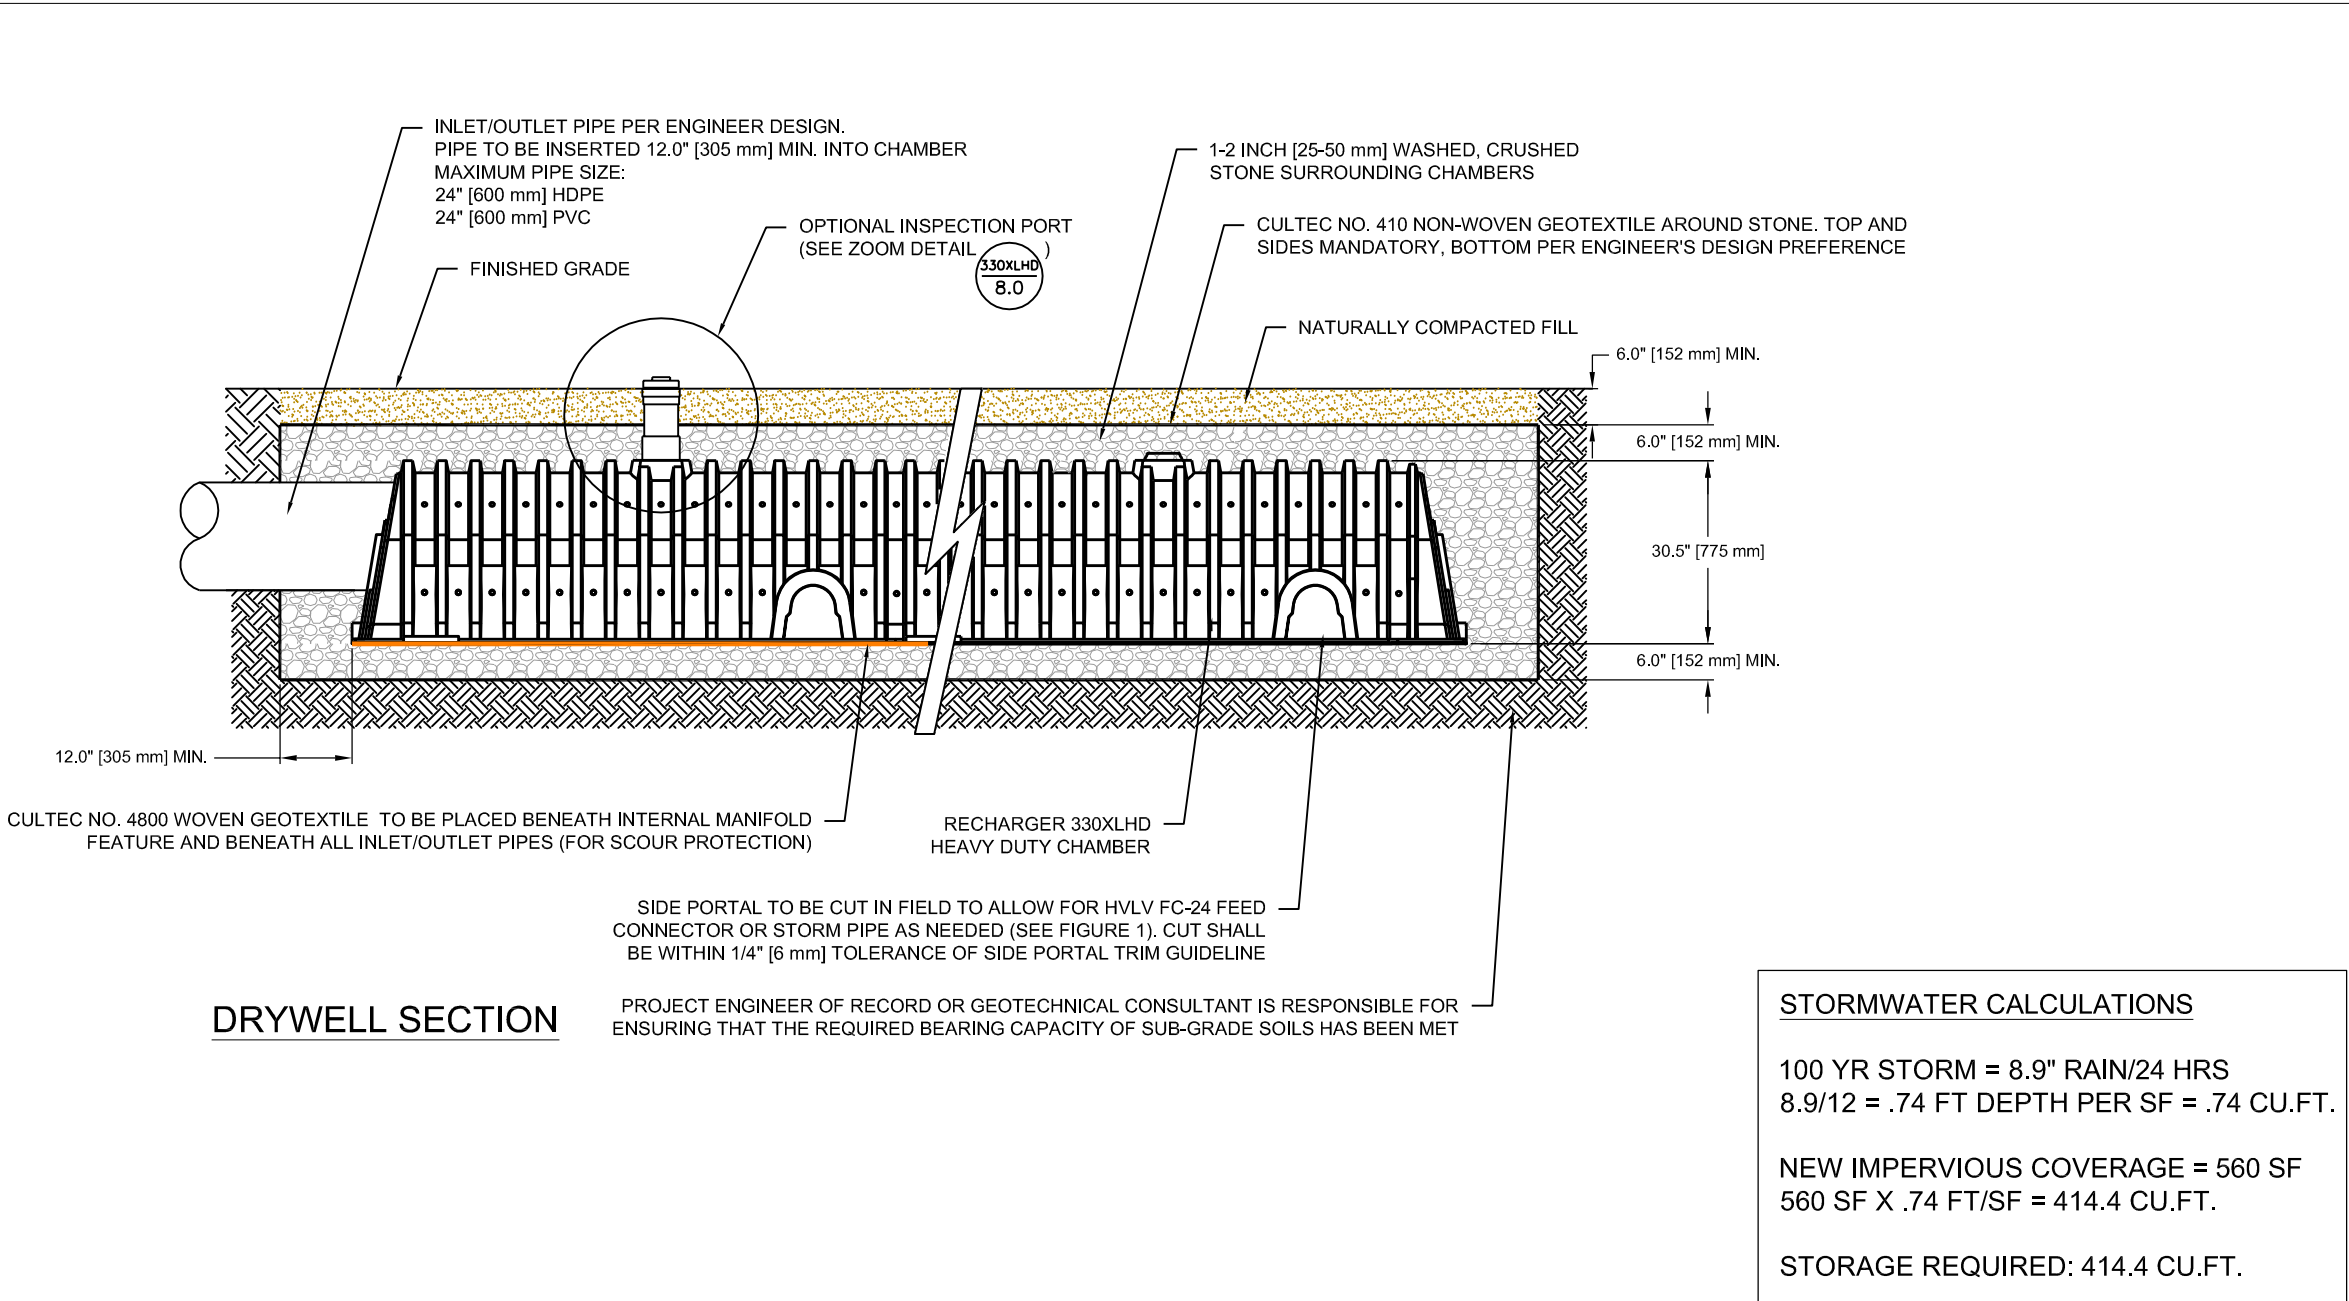 INLET/OUTLET PIPE PER ENGINEER DESIGN.
PIPE TO BE INSERTED 12.0" [305 mm] MIN. INTO CHAMBER
MAXIMUM PIPE SIZE:
24" [600 mm] HDPE
24" [600 mm] PVC
1-2 INCH [25-50 mm] WASHED, CRUSHED
STONE SURROUNDING CHAMBERS
OPTIONAL INSPECTION PORT
(SEE ZOOM DETAIL )
330XLHD
8.0
CULTEC NO. 410 NON-WOVEN GEOTEXTILE AROUND STONE. TOP AND
SIDES MANDATORY, BOTTOM PER ENGINEER'S DESIGN PREFERENCE
FINISHED GRADE
NATURALLY COMPACTED FILL
6.0" [152 mm] MIN.
6.0" [152 mm] MIN.
30.5" [775 mm]
6.0" [152 mm] MIN.
12.0" [305 mm] MIN.
CULTEC NO. 4800 WOVEN GEOTEXTILE TO BE PLACED BENEATH INTERNAL MANIFOLD
FEATURE AND BENEATH ALL INLET/OUTLET PIPES (FOR SCOUR PROTECTION)
RECHARGER 330XLHD
HEAVY DUTY CHAMBER
SIDE PORTAL TO BE CUT IN FIELD TO ALLOW FOR HVLV FC-24 FEED
CONNECTOR OR STORM PIPE AS NEEDED (SEE FIGURE 1). CUT SHALL
BE WITHIN 1/4" [6 mm] TOLERANCE OF SIDE PORTAL TRIM GUIDELINE
PROJECT ENGINEER OF RECORD OR GEOTECHNICAL CONSULTANT IS RESPONSIBLE FOR
ENSURING THAT THE REQUIRED BEARING CAPACITY OF SUB-GRADE SOILS HAS BEEN MET
DRYWELL SECTION
STORMWATER CALCULATIONS
100 YR STORM = 8.9" RAIN/24 HRS
8.9/12 = .74 FT DEPTH PER SF = .74 CU.FT.
NEW IMPERVIOUS COVERAGE = 560 SF
560 SF X .74 FT/SF = 414.4 CU.FT.
STORAGE REQUIRED: 414.4 CU.FT.